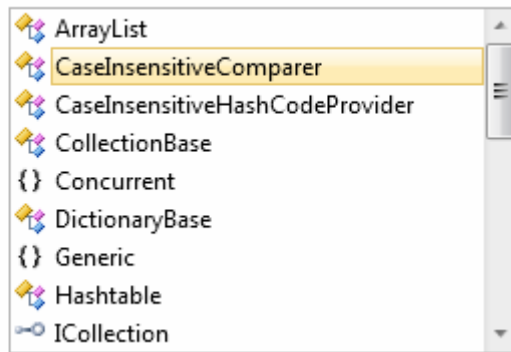 ArrayList
CaseInsensitiveComparer
CaseInsensitiveHashCodeProvider
CollectionBase
{} Concurrent
DictionaryBase
{} Generic
Hashtable
ICollection